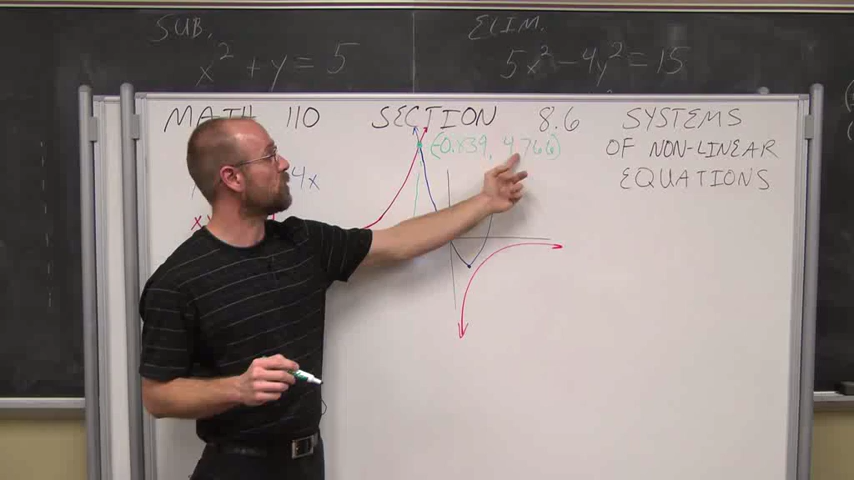 SUB.
ELIM.
x² + y = 5
5x² - 4y² = 15
MATH 110 SECTION 8.6 SYSTEMS
OF NON-LINEAR
EQUATIONS
(-0.839, 4.766)
4x